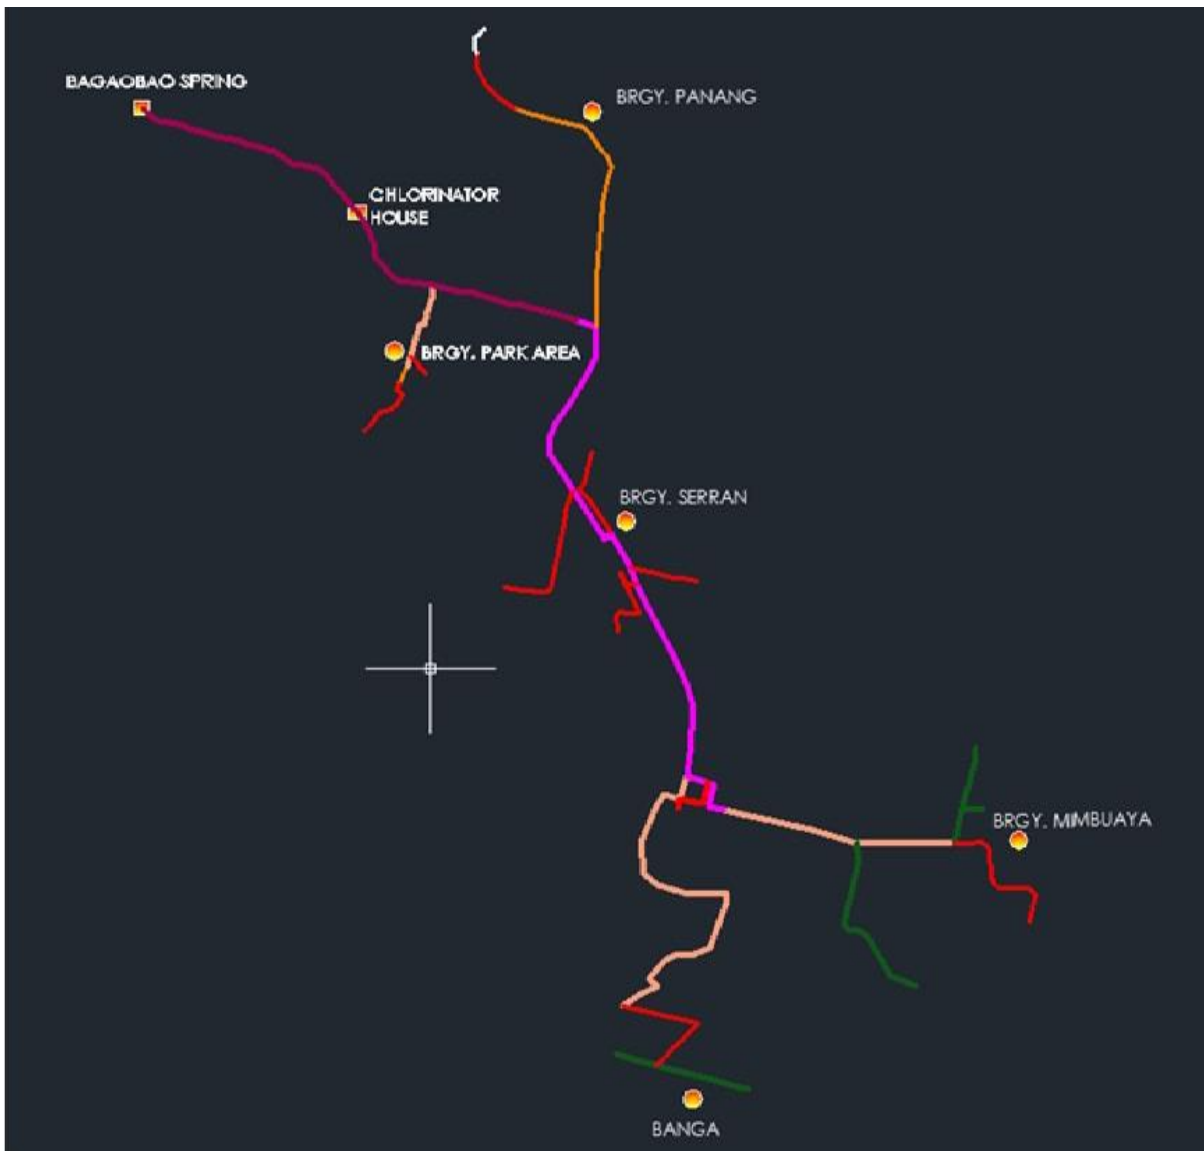 BAGAOBAO SPRING
BRGY. PANANG
CHLORINATOR
HOUSE
BRGY. PARK AREA
BRGY. SERRAN
BRGY. MIMBUAYA
BANGA